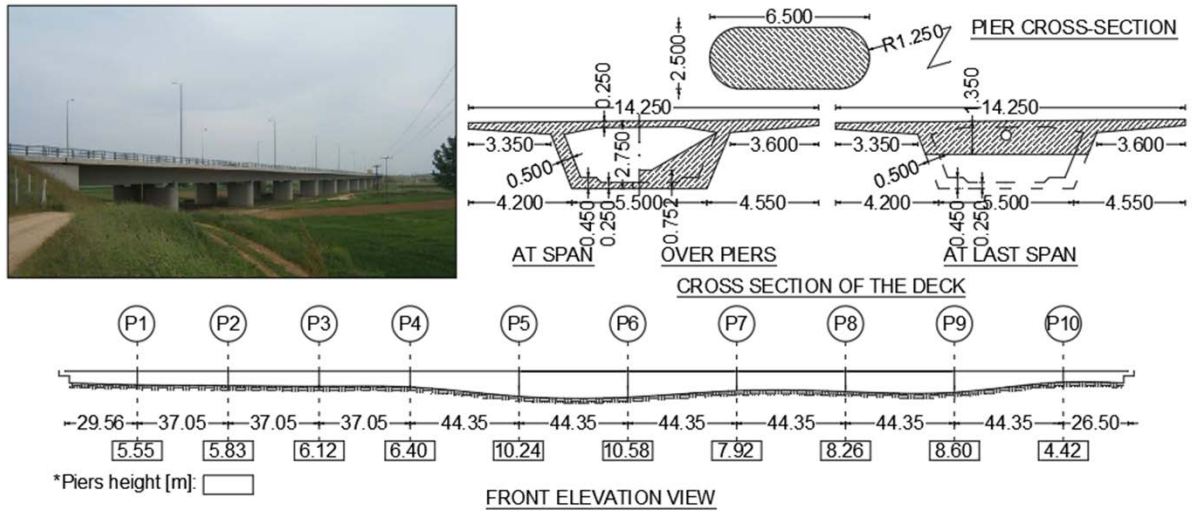 6.500
R1.250
2.500
PIER CROSS-SECTION
0.250
14.250
1.350
14.250
3.350
2.750
3.600
3.350
3.600
0.500
0.500
4.200
0.450
0.250
5.500
0.752
4.550
4.200
0.450
0.250
5.500
4.550
AT SPAN
OVER PIERS
AT LAST SPAN
CROSS SECTION OF THE DECK
P1 P2 P3 P4 P5 P6 P7 P8 P9 P10
29.56 37.05 37.05 37.05 44.35 44.35 44.35 44.35 44.35 44.35 26.50
5.55 5.83 6.12 6.40 10.24 10.58 7.92 8.26 8.60 4.42
*Piers height [m]:
FRONT ELEVATION VIEW